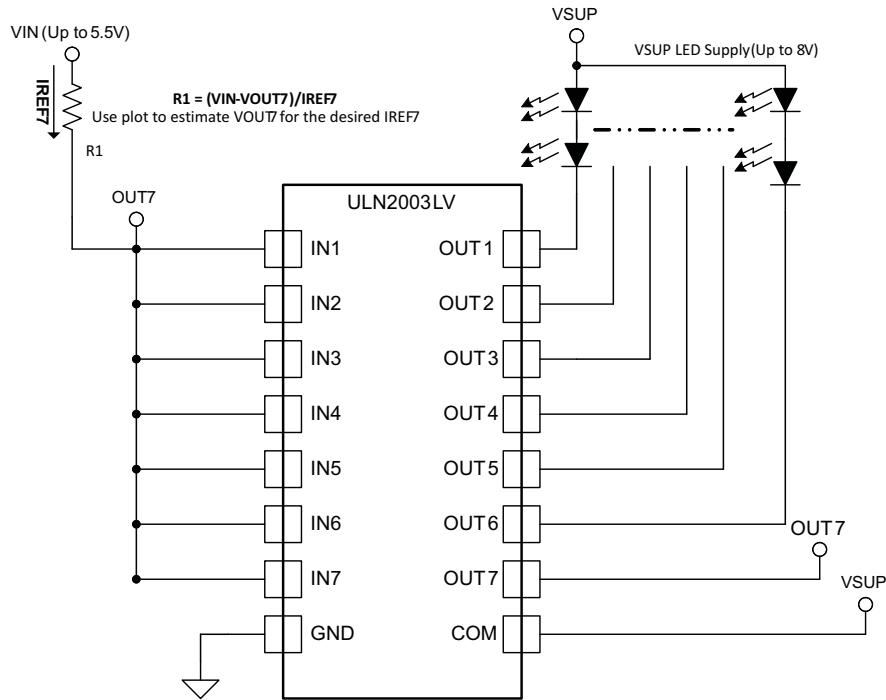 VSUP
VIN (Up to 5.5V)
VSUP LED Supply(Up to 8V)
IREF7
R1 = (VIN-VOUT7)/IREF7
Use plot to estimate VOUT7 for the desired IREF7
R1
OUT7
ULN2003LV
IN1
OUT1
IN2
OUT2
IN3
OUT3
IN4
OUT4
IN5
OUT5
IN6
OUT6
OUT7
IN7
OUT7
VSUP
GND
COM